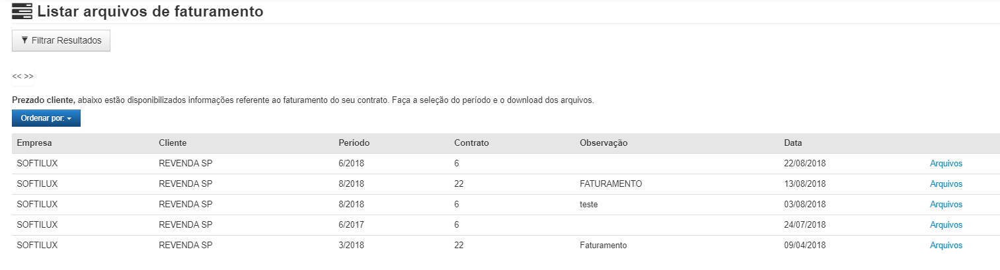 Listar arquivos de faturamento
Filtrar Resultados
<< >>
Prezado cliente, abaixo estão disponibilizados informações referente ao faturamento do seu contrato. Faça a seleção do período e o download dos arquivos.
Ordenar por:
Empresa Cliente Período Contrato Observação Data
SOFTILUX REVENDA SP 6/2018 6 22/08/2018 Arquivos
SOFTILUX REVENDA SP 8/2018 22 FATURAMENTO 13/08/2018 Arquivos
SOFTILUX REVENDA SP 8/2018 6 teste 03/08/2018 Arquivos
SOFTILUX REVENDA SP 6/2017 6 24/07/2018 Arquivos
SOFTILUX REVENDA SP 3/2018 22 Faturamento 09/04/2018 Arquivos